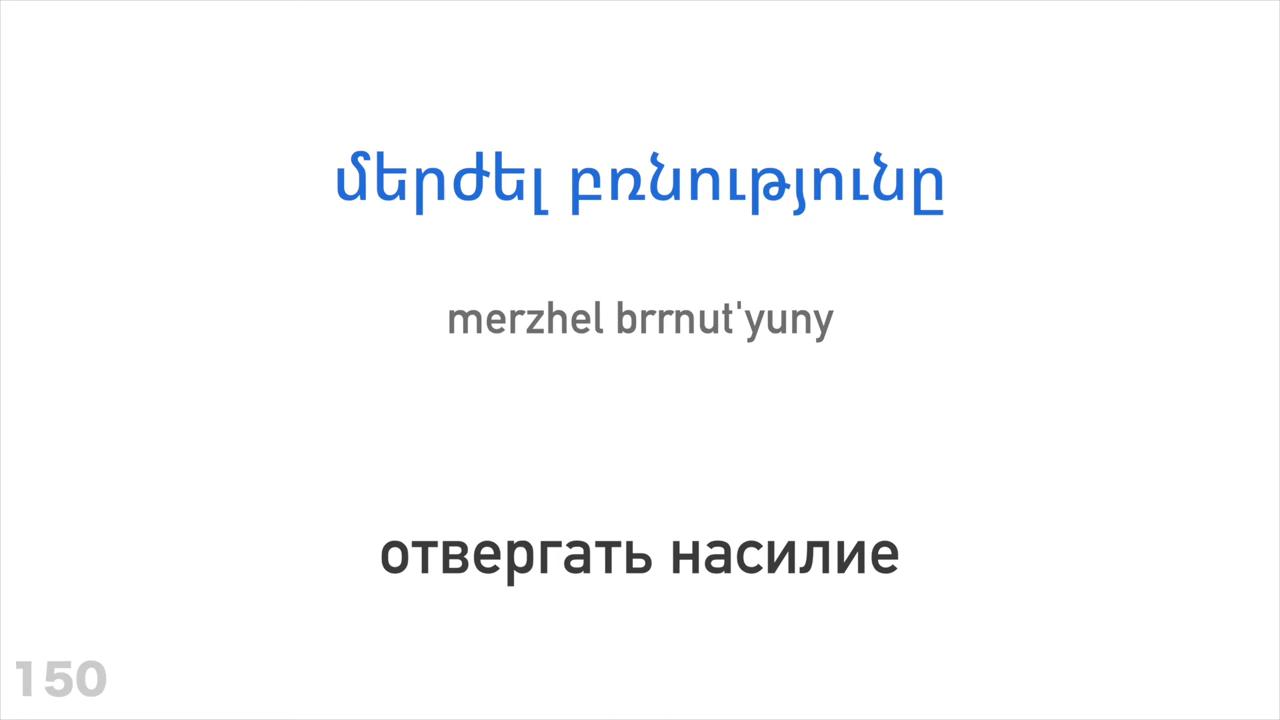 մերժել բռնությունը
merzhel brrnut'yuny
отвергать насилие
150